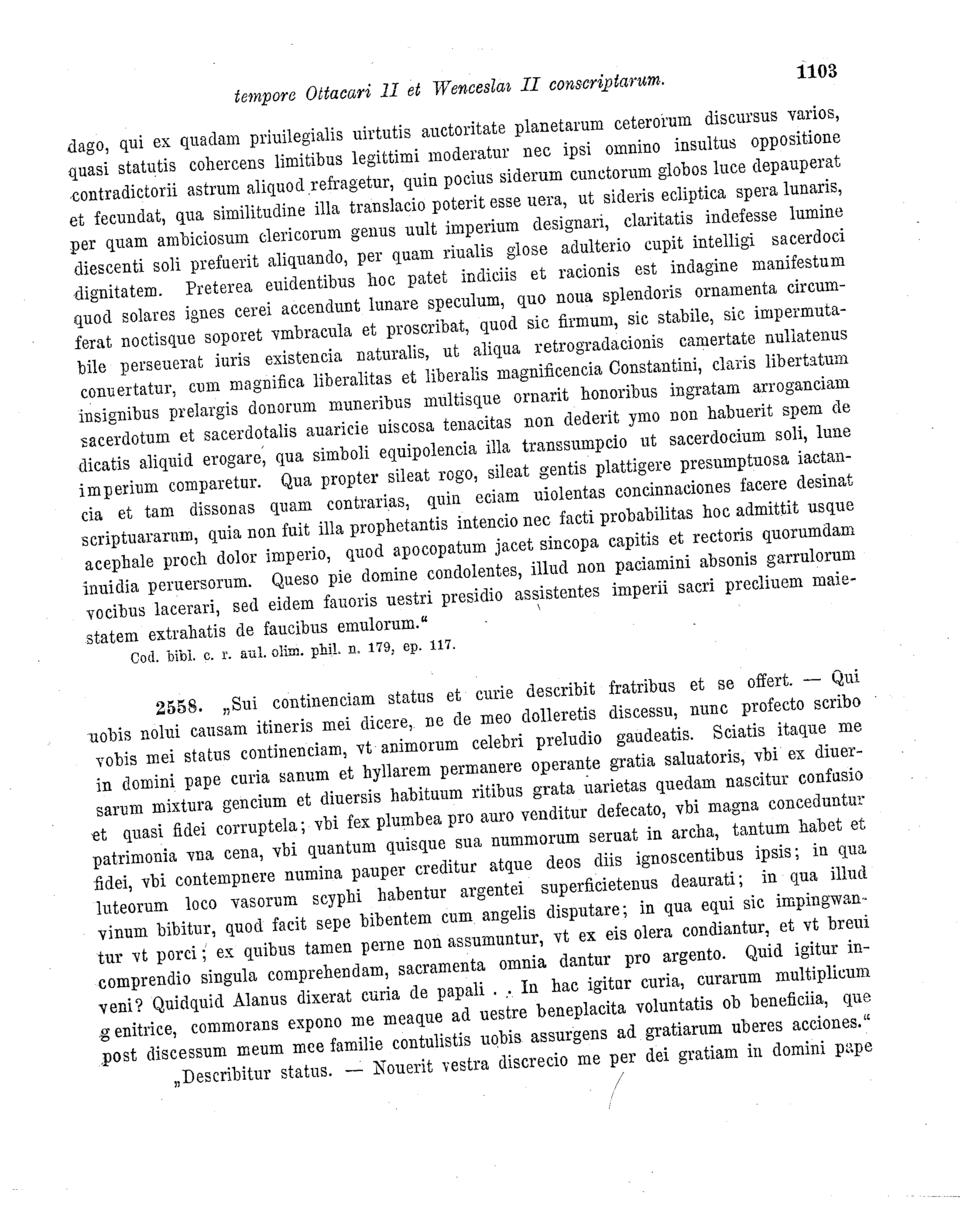 tempore Ottacari II et Wenceslai II conscriptarum.
1103
dago, qui ex quadam priuilegialis uirtutis auctoritate planetarum ceterorum discursus varios,
quasi statutis cohercens limitibus legittimi moderatur nec ipsi omnino insultus oppositione
contradictorii astrum aliquod refragetur, quin pocius siderum cunctorum globos luce depauperat
et fecundat, qua similitudine illa translacio poterit esse uera, ut sideris ecliptica spera lunaris,
per quam ambiciosum clericorum genus uult imperium designari, claritatis indefesse lumine
diescenti soli prefuerit aliquando, per quam riualis glose adulterio cupit intelligi sacerdoci
dignitatem. Preterea euidentibus hoc patet indiciis et racionis est indagine manifestum
quod solares ignes cerei accendunt lunare speculum, quo noua splendoris ornamenta circum-
ferat noctisque soporet vmbracula et proscribat, quod sic firmum, sic stabile, sic impermuta-
bile perseuerat iuris existencia naturalis, ut aliqua retrogradacionis camertate nullatenus
conuertatur, cum magnifica liberalitas et liberalis magnificencia Constantini, claris libertatum
insignibus prelargis donorum muneribus multisque ornarit honoribus ingratam arroganciam
sacerdotum et sacerdotalis auaricie uiscosa tenacitas non dederit ymo non habuerit spem de
dicatis aliquid erogare, qua simboli equipolencia illa transsumpcio ut sacerdocium soli, lune
imperium comparetur. Qua propter sileat rogo, sileat gentis plattigere presumptuosa iactan-
cia et tam dissonas quam contrarias, quin eciam uiolentas concinnaciones facere desinat
scriptuararum, quia non fuit illa prophetantis intencio nec facti probabilitas hoc admittit usque
acephale proch dolor imperio, quod apocopatum jacet sincopa capitis et rectoris quorumdam
inuidia peruersorum. Queso pie domine condolentes, illud non paciamini absonis garrulorum
vocibus lacerari, sed eidem fauoris uestri presidio assistentes imperii sacri precliuem maie-
statem extrahatis de faucibus emulorum.“
Cod. bibl. c. r. aul. olim. phil. n. 179, ep. 117.
2558. „Sui continenciam status et curie describit fratribus et se offert. — Qui
uobis nolui causam itineris mei dicere, ne de meo dolleretis discessu, nunc profecto scribo
vobis mei status continenciam, vt animorum celebri preludio gaudeatis. Sciatis itaque me
in domini pape curia sanum et hyllarem permanere operante gratia saluatoris, vbi ex diuer-
sarum mixtura gencium et diuersis habituum ritibus grata uarietas quedam nascitur confusio
et quasi fidei corruptela; vbi fex plumbea pro auro venditur defecato, vbi magna conceduntur
patrimonia vna cena, vbi quantum quisque sua nummorum seruat in archa, tantum habet et
fidei, vbi contempnere numina pauper creditur atque deos diis ignoscentibus ipsis; in qua
luteorum loco vasorum scyphi habentur argentei superficietenus deaurati; in qua illud
vinum bibitur, quod facit sepe bibentem cum angelis disputare; in qua equi sic impingwan-
tur vt porci; ex quibus tamen perne non assumuntur, vt ex eis olera condiantur, et vt breui
comprendio singula comprehendam, sacramenta omnia dantur pro argento. Quid igitur in-
veni? Quidquid Alanus dixerat curia de papali . . In hac igitur curia, curarum multiplicum
genitrice, commorans expono me meaque ad uestre beneplacita voluntatis ob beneficiia, que
post discessum meum mee familie contulistis uobis assurgens ad gratiarum uberes acciones.“
„Describitur status. — Nouerit vestra discrecio me per dei gratiam in domini pape